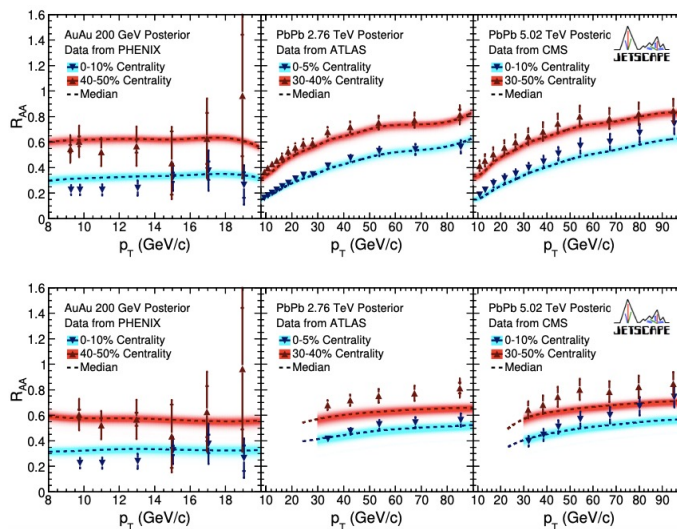 AuAu 200 GeV Posterior
Data from PHENIX
0-10% Centrality
40-50% Centrality
Median
PbPb 2.76 TeV Posterior
Data from ATLAS
0-5% Centrality
30-40% Centrality
Median
PbPb 5.02 TeV Posterio
Data from CMS
0-10% Centrality
30-50% Centrality
Median
JETSCAPE
R_AA
1.6
1.4
1.2
1
0.8
0.6
0.4
0.2
0
8 10 12 14 16 18
10 20 30 40 50 60 70 80
10 20 30 40 50 60 70 80 90
p_T (GeV/c)
p_T (GeV/c)
p_T (GeV/c)
AuAu 200 GeV Posterior
Data from PHENIX
0-10% Centrality
40-50% Centrality
Median
PbPb 2.76 TeV Posterior
Data from ATLAS
0-5% Centrality
30-40% Centrality
Median
PbPb 5.02 TeV Posterio
Data from CMS
0-10% Centrality
30-50% Centrality
Median
JETSCAPE
R_AA
1.6
1.4
1.2
1
0.8
0.6
0.4
0.2
0
8 10 12 14 16 18
10 20 30 40 50 60 70 80
10 20 30 40 50 60 70 80 90
p_T (GeV/c)
p_T (GeV/c)
p_T (GeV/c)